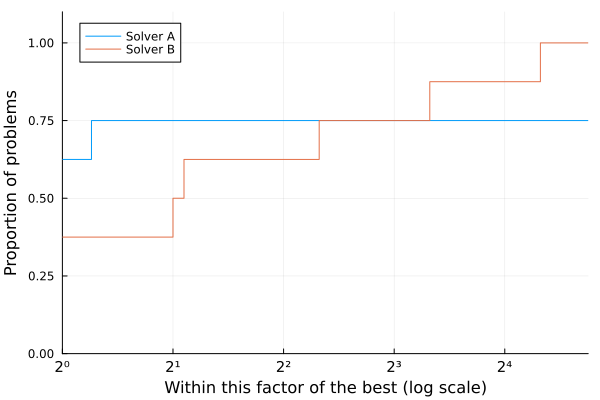 Solver A
Solver B
1.00
0.75
0.50
0.25
0.00
2⁰
2¹
2²
2³
2⁴
Proportion of problems
Within this factor of the best (log scale)